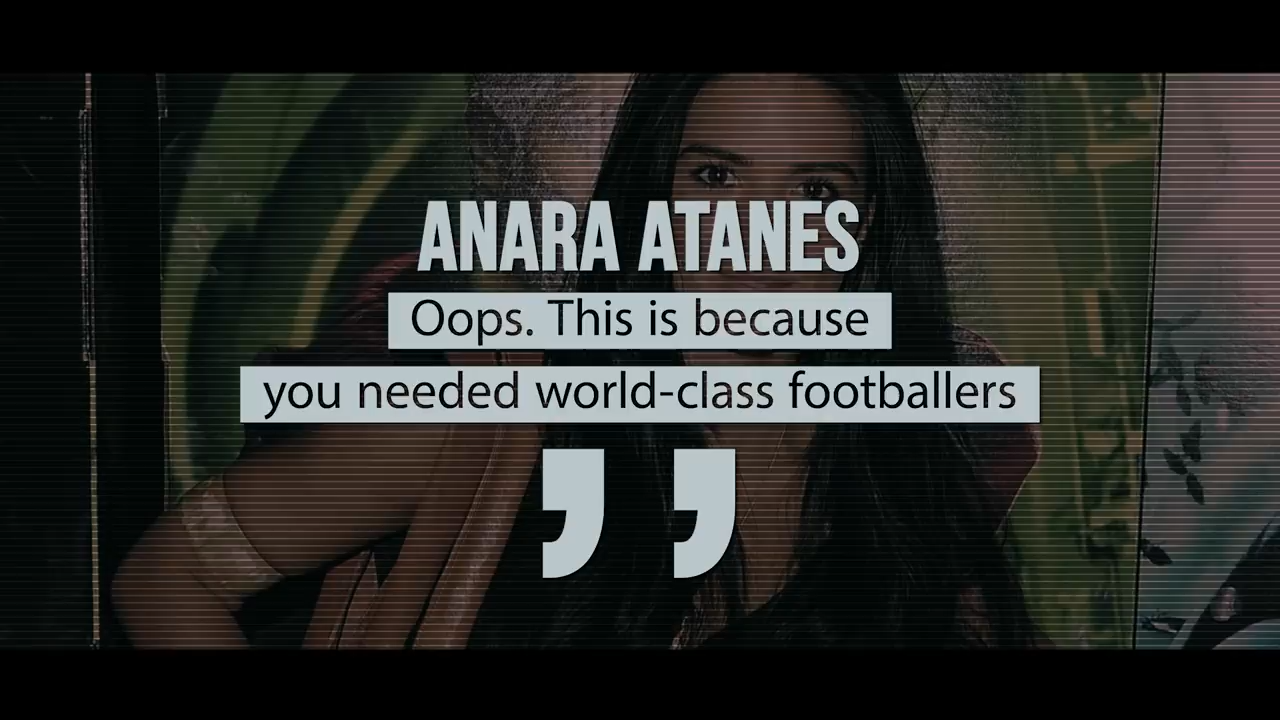 ANARA ATANES
Oops. This is because
you needed world-class footballers
”